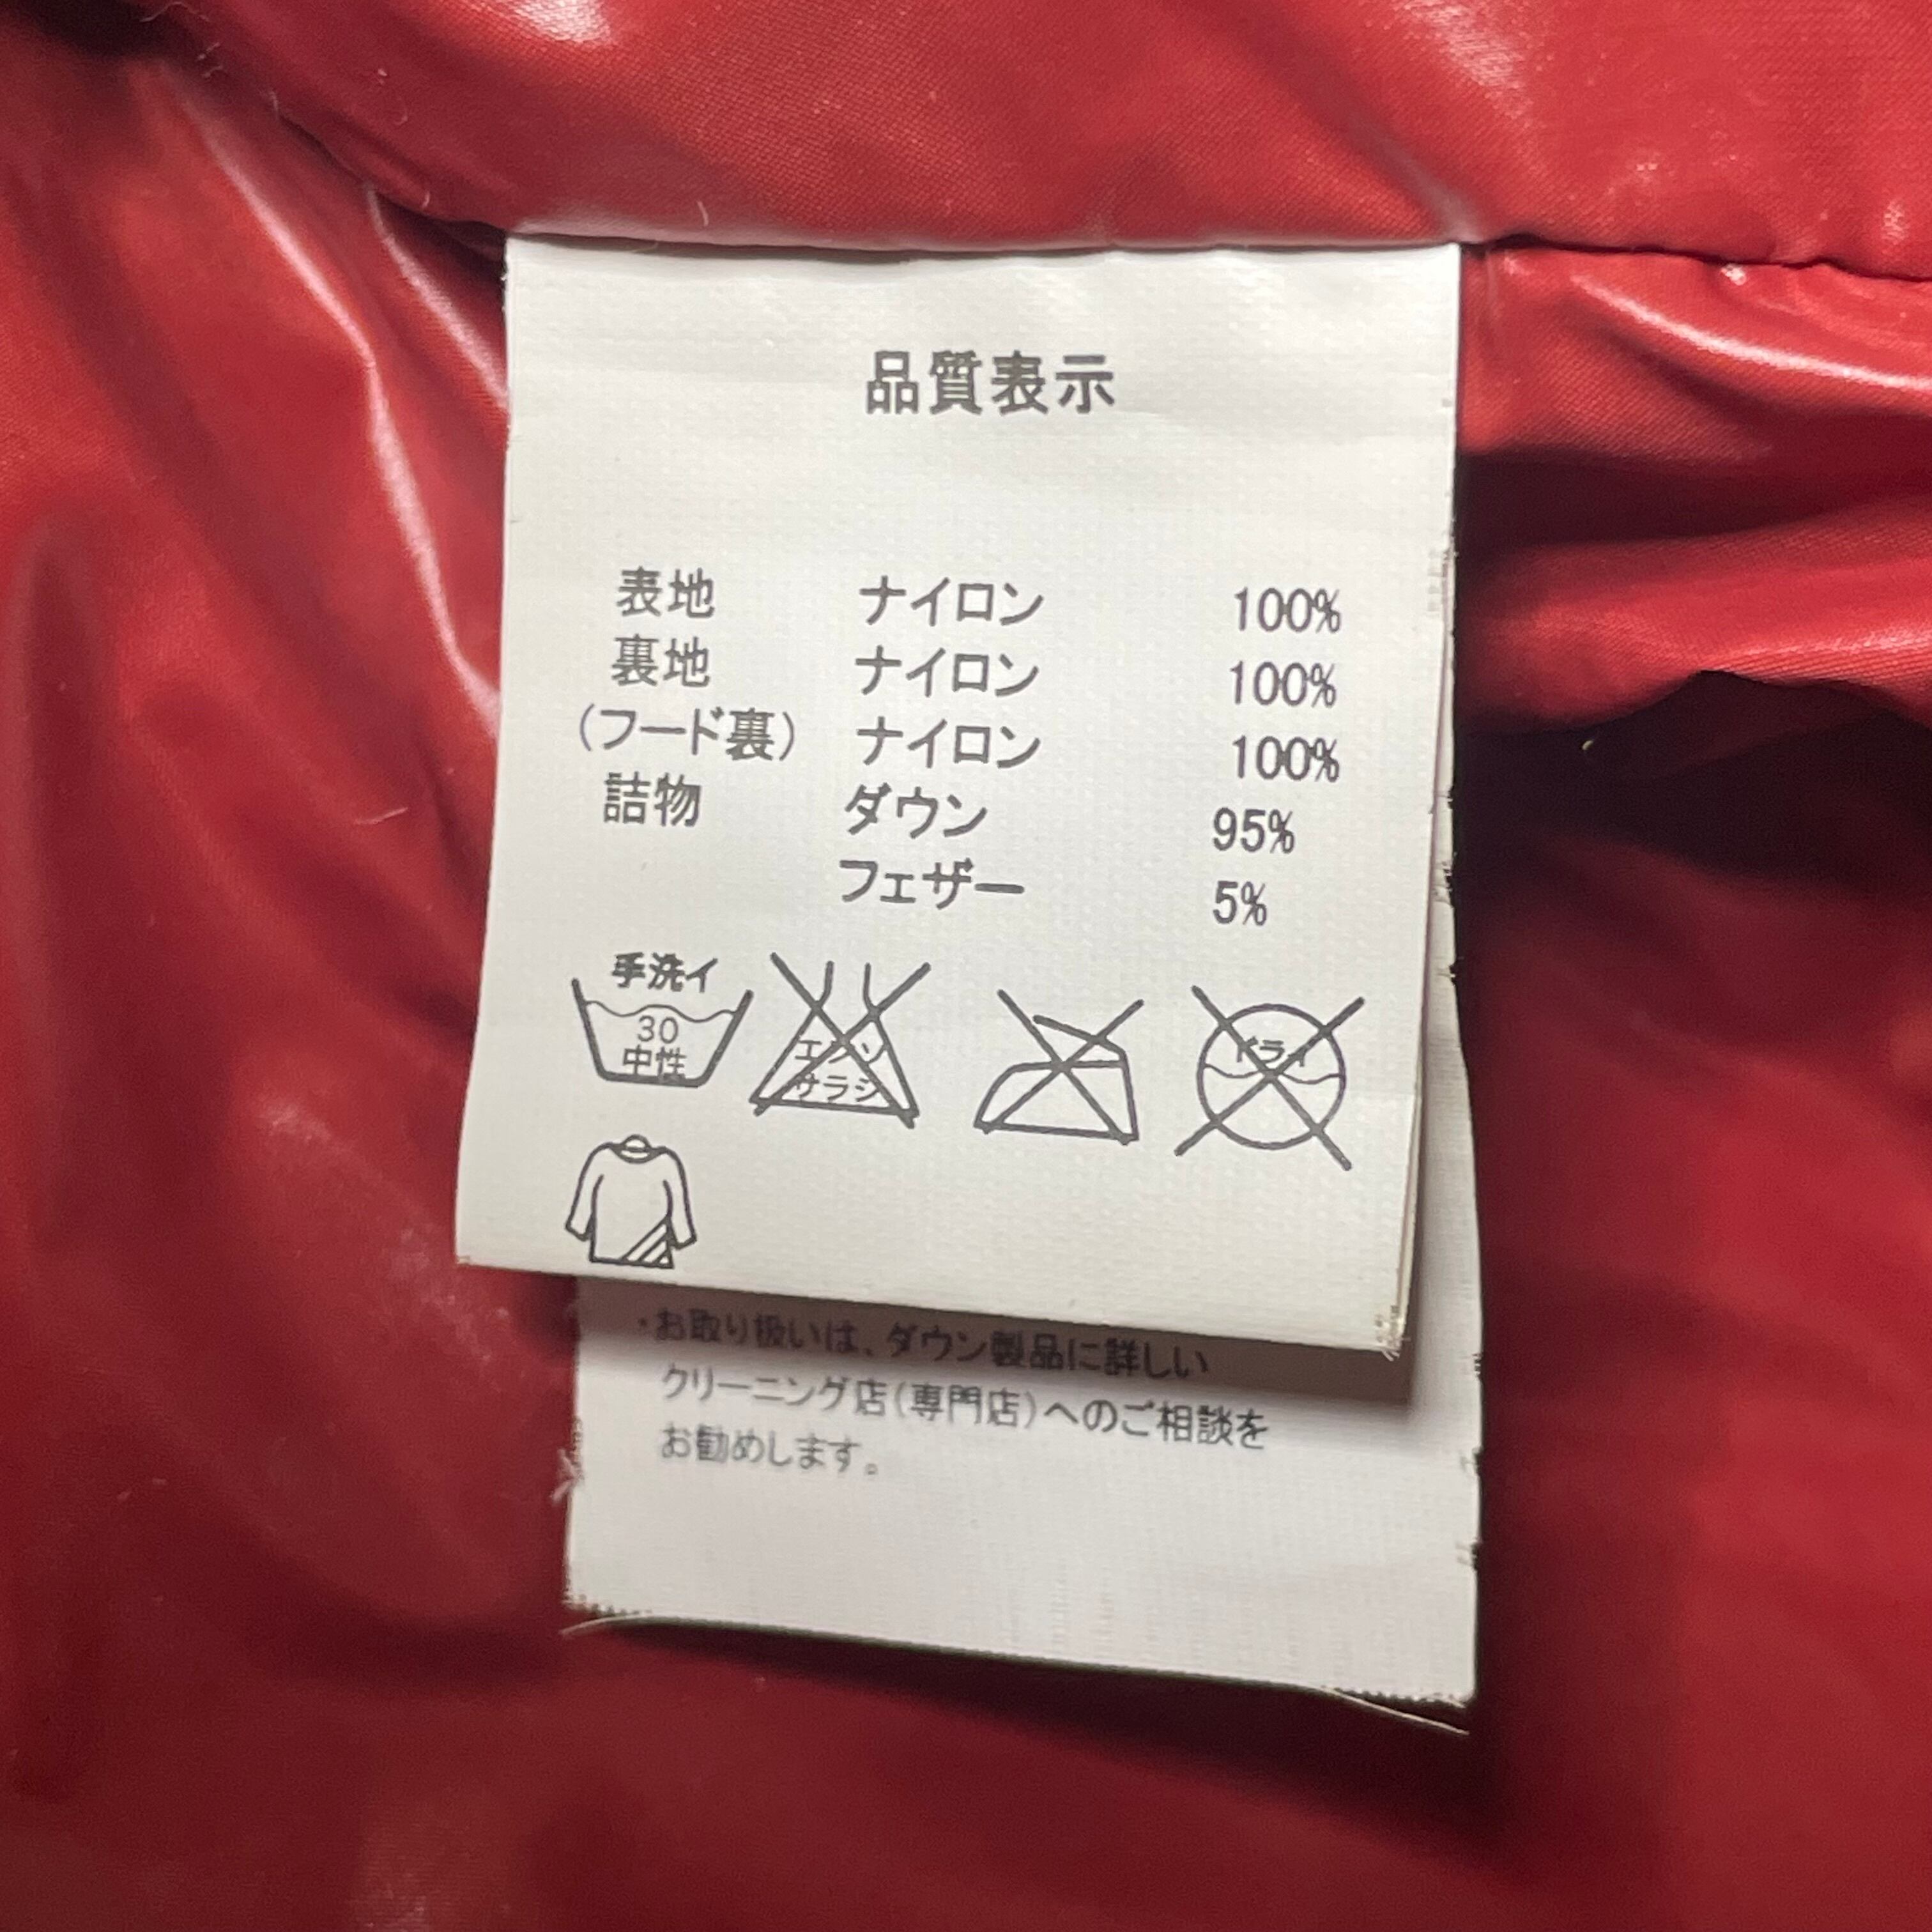 品質表示
表地 ナイロン 100%
裏地 ナイロン 100%
(フード裏) ナイロン 100%
詰物 ダウン 95%
フェザー 5%
手洗イ
30
中性
エンソ
サラシ
ドライ
・お取り扱いは、ダウン製品に詳しい
クリーニング店(専門店)へのご相談を
お勧めします。